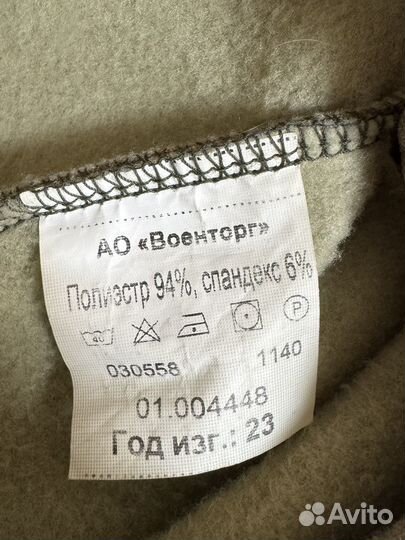 АО «Военторг»
Полиэстр 94%, спандекс 6%
40 P
030558 1140
01.004448
Год изг.: 23
Avito